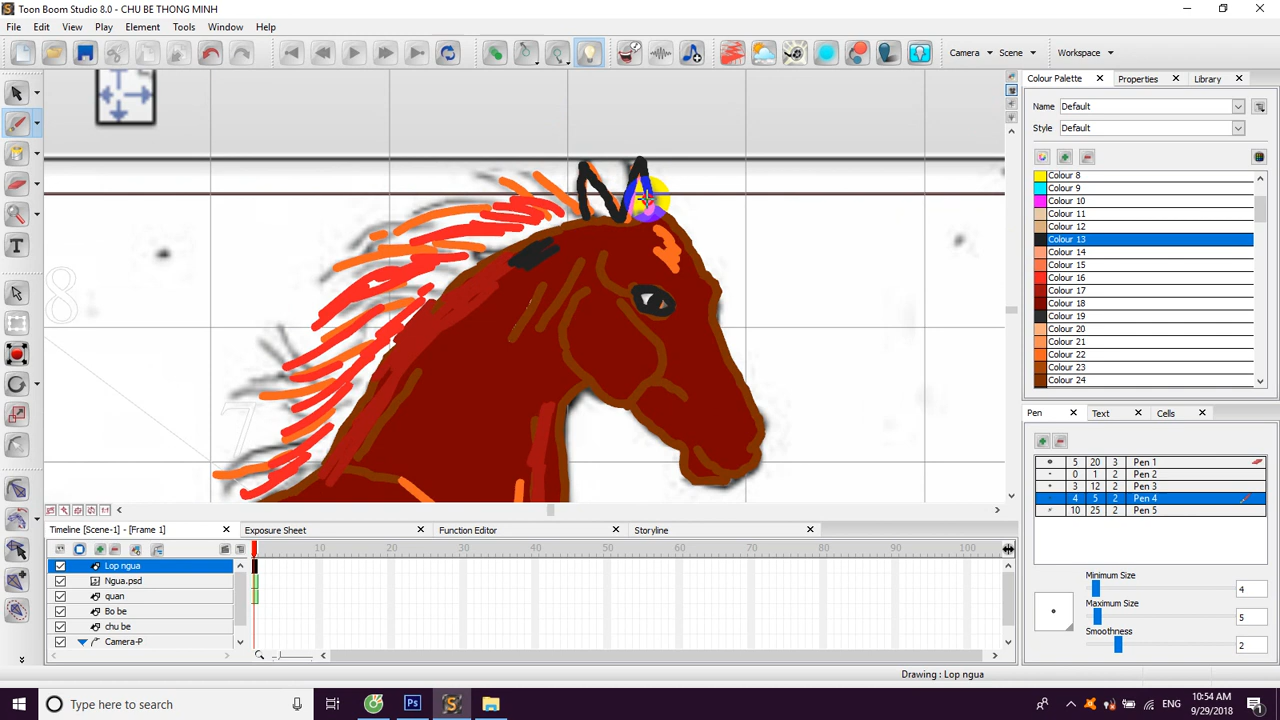 Toon Boom Studio 8.0 - CHU BE THONG MINH
File Edit View Play Element Tools Window Help
Camera Scene Workspace
Colour Palette Properties Library
Name Default
Style Default
Colour 8
Colour 9
Colour 10
Colour 11
Colour 12
Colour 13
Colour 14
Colour 15
Colour 16
Colour 17
Colour 18
Colour 19
Colour 20
Colour 21
Colour 22
Colour 23
Colour 24
8
7
Pen Text Cells
5 20 3 Pen 1
0 1 2 Pen 2
3 12 2 Pen 3
4 5 2 Pen 4
10 25 2 Pen 5
Minimum Size
4
Maximum Size
5
Smoothness
2
Timeline [Scene-1] - [Frame 1] Exposure Sheet Function Editor Storyline
10 20 30 40 50 60 70 80 90 100
Lop ngua
Ngua.psd
quan
Bo be
chu be
Camera-P
Drawing : Lop ngua
Type here to search
ENG
10:54 AM
9/29/2018
1